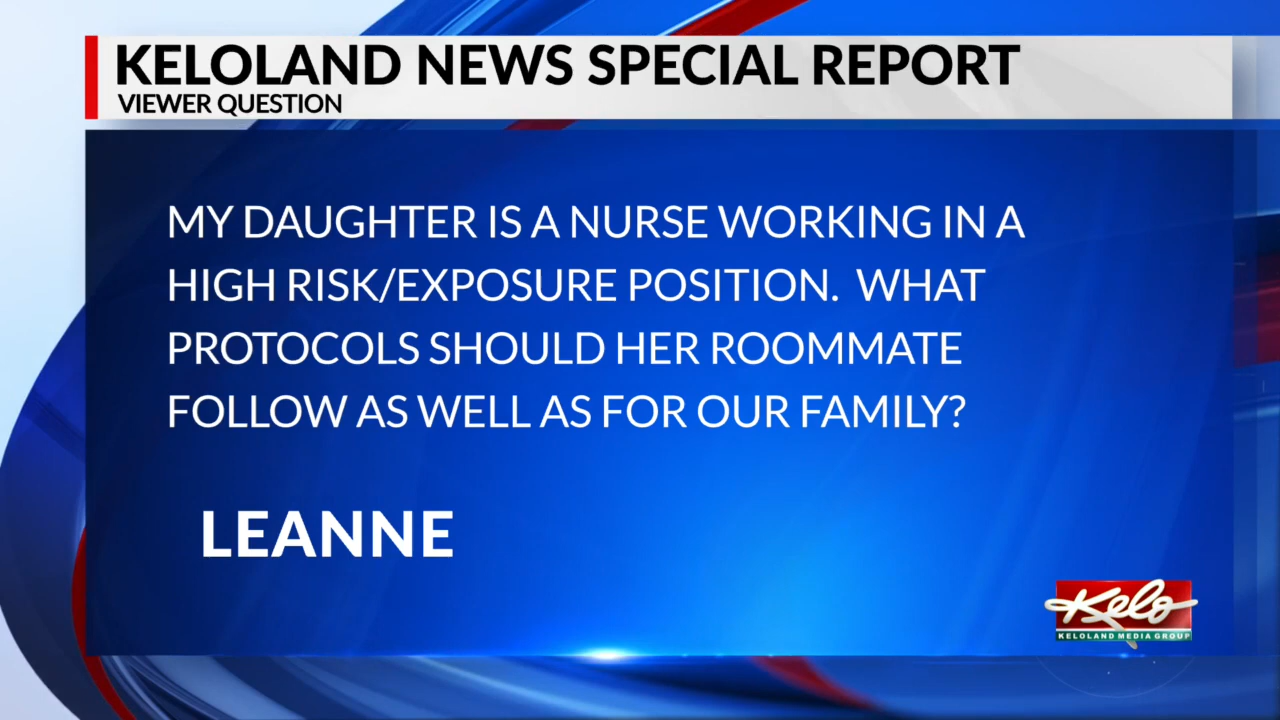 KELOLAND NEWS SPECIAL REPORT
VIEWER QUESTION
MY DAUGHTER IS A NURSE WORKING IN A
HIGH RISK/EXPOSURE POSITION.  WHAT
PROTOCOLS SHOULD HER ROOMMATE
FOLLOW AS WELL AS FOR OUR FAMILY?
LEANNE
Kelo
KELOLAND MEDIA GROUP